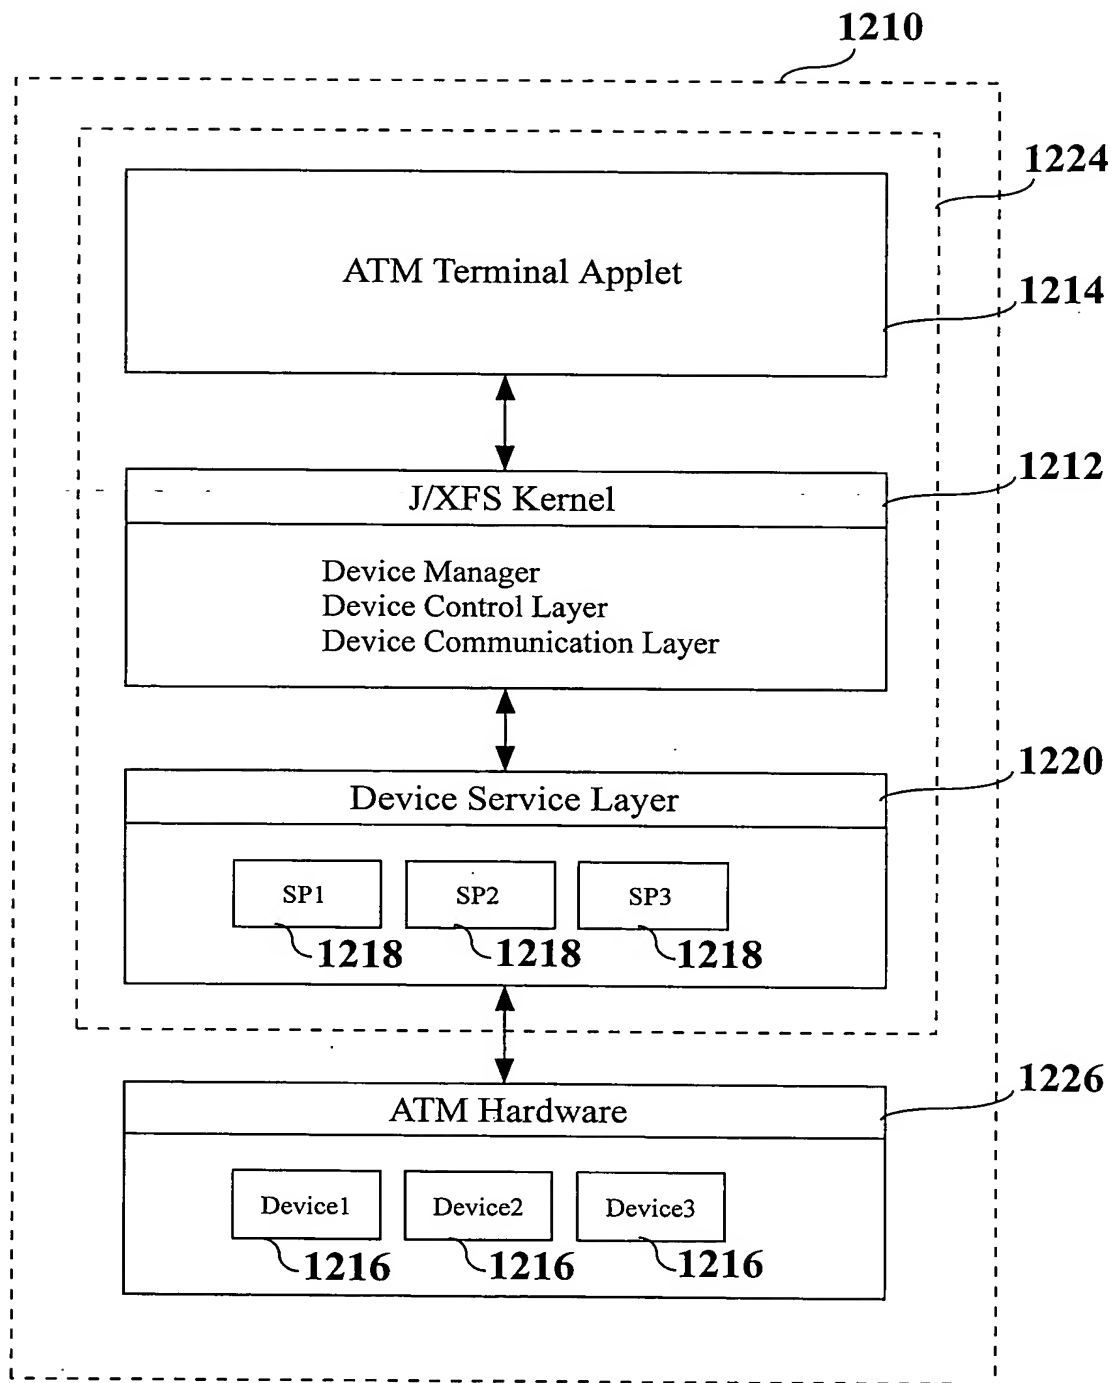 1210
1224
ATM Terminal Applet
1214
1212
J/XFS Kernel
Device Manager
Device Control Layer
Device Communication Layer
1220
Device Service Layer
SP1 SP2 SP3
1218 1218 1218
1226
ATM Hardware
Device1 Device2 Device3
1216 1216 1216